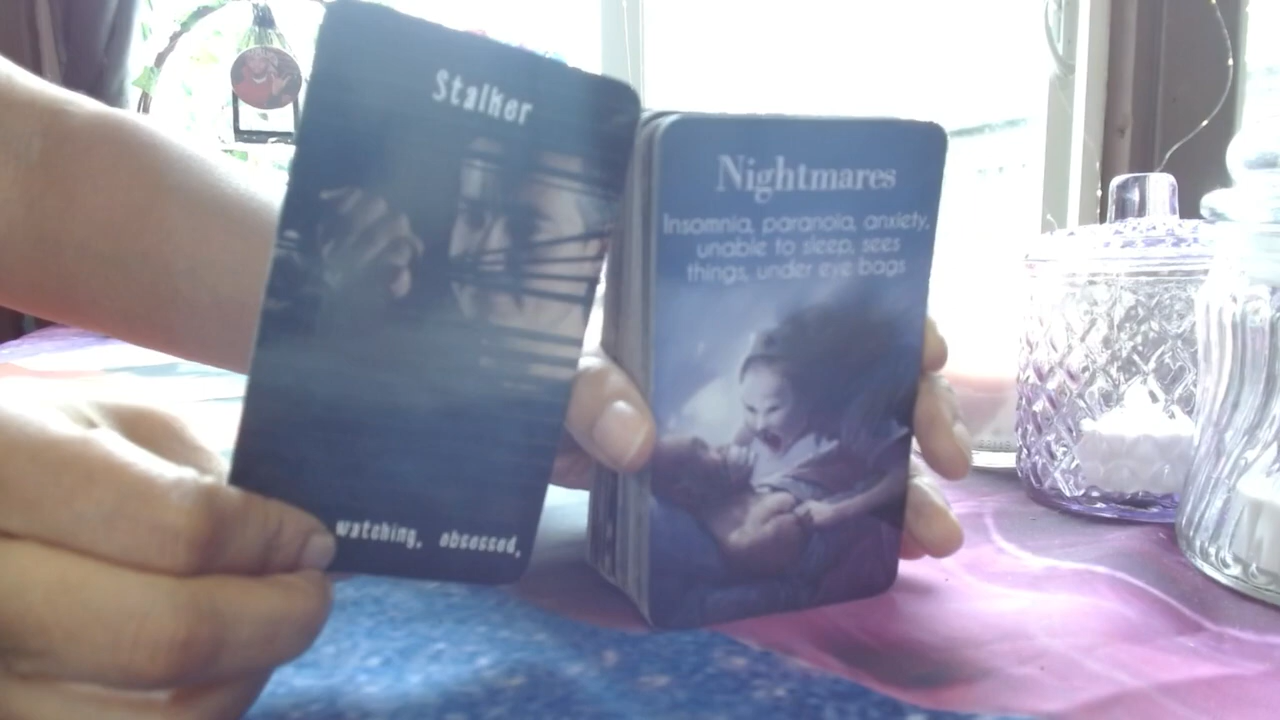 Stalker
watching, obsessed,
Nightmares
Insomnia, paranoia, anxiety,
unable to sleep, sees
things, under eye bags